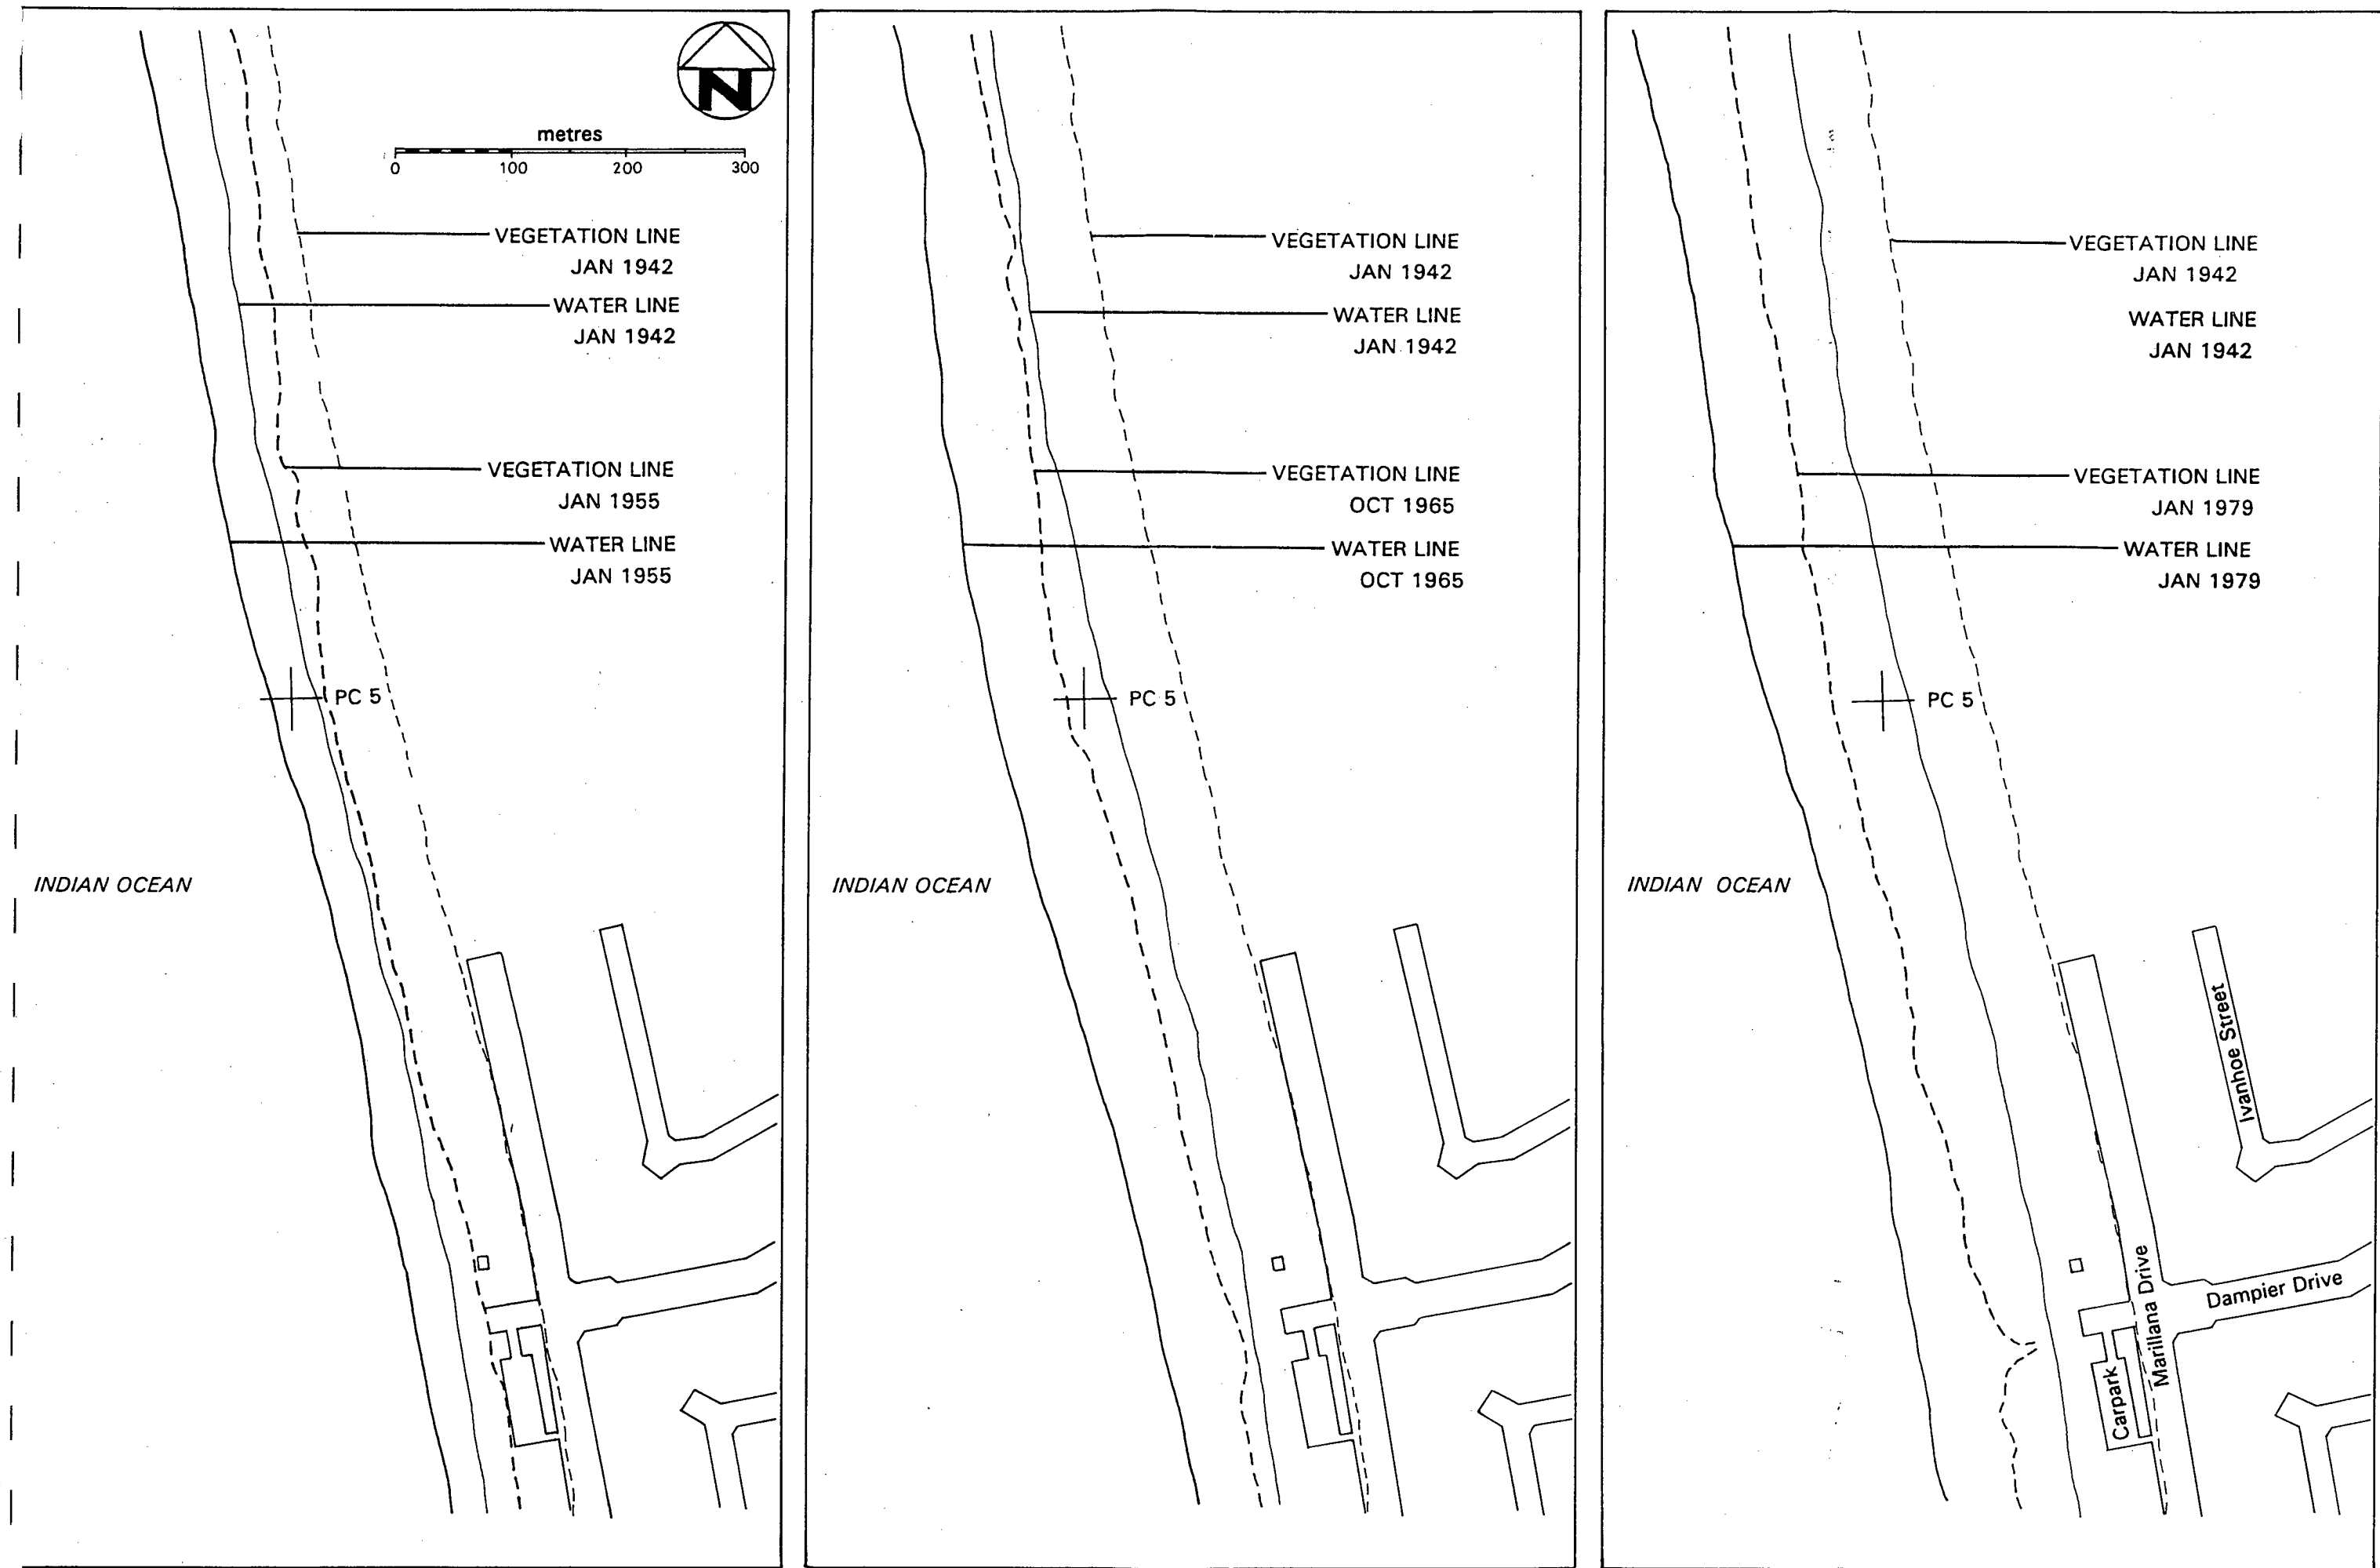 N
metres
0 100 200 300
VEGETATION LINE
JAN 1942
WATER LINE
JAN 1942
VEGETATION LINE
JAN 1955
WATER LINE
JAN 1955
PC 5
INDIAN OCEAN
VEGETATION LINE
JAN 1942
WATER LINE
JAN 1942
VEGETATION LINE
OCT 1965
WATER LINE
OCT 1965
PC 5
INDIAN OCEAN
VEGETATION LINE
JAN 1942
WATER LINE
JAN 1942
VEGETATION LINE
JAN 1979
WATER LINE
JAN 1979
PC 5
INDIAN OCEAN
Ivanhoe Street
Marillana Drive
Dampier Drive
Carpark